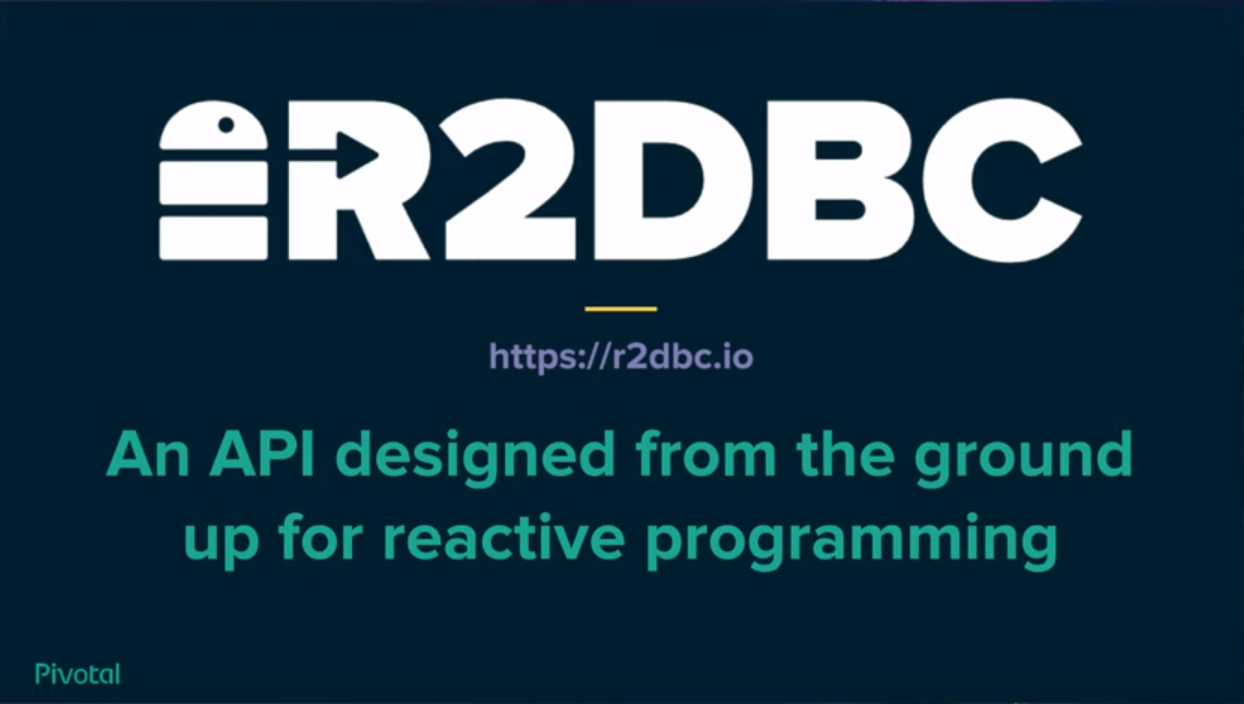 R2DBC
https://r2dbc.io
An API designed from the ground
up for reactive programming
Pivotal